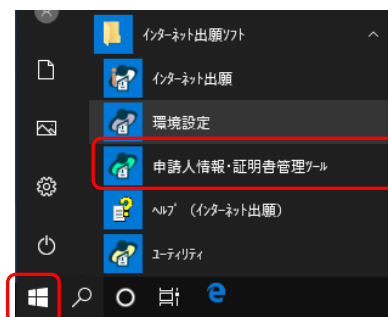 インターネット出願ソフト
インターネット出願
環境設定
申請人情報・証明書管理ツール
ヘルプ (インターネット出願)
ユーティリティ